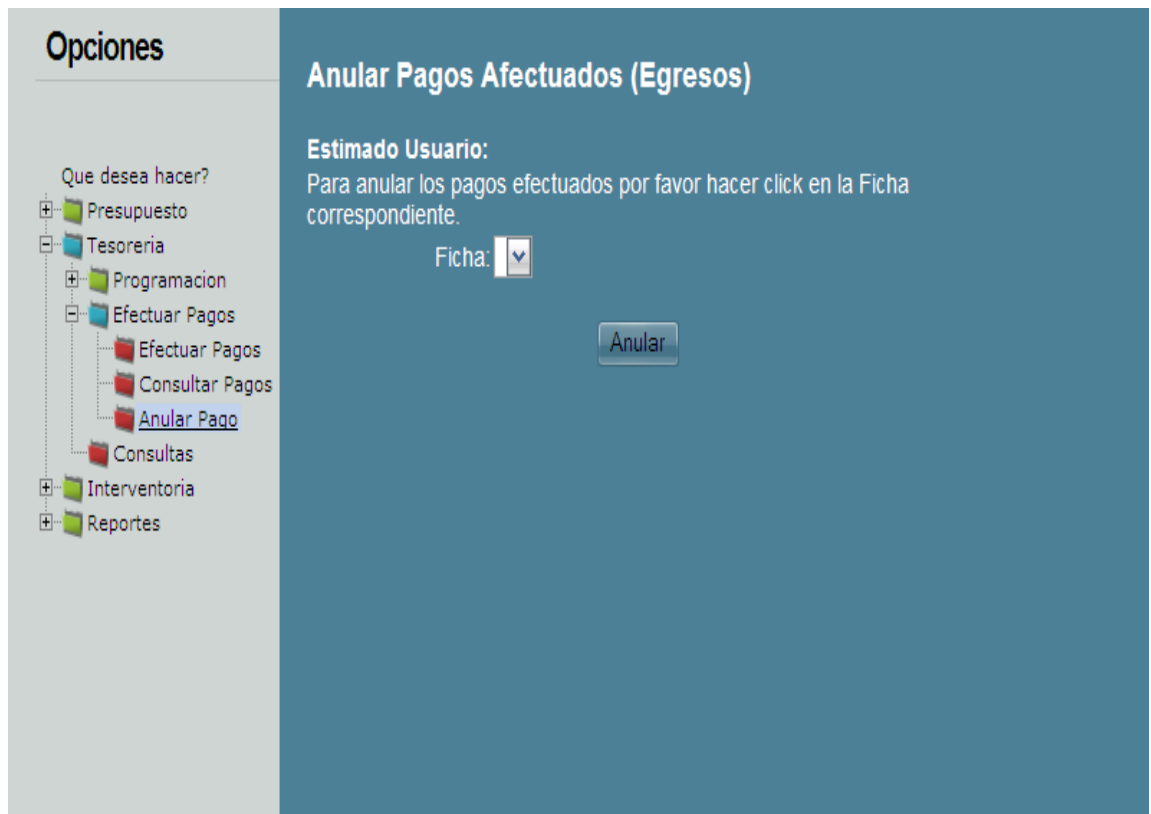 Opciones
Que desea hacer?
Presupuesto
Tesoreria
Programacion
Efectuar Pagos
Efectuar Pagos
Consultar Pagos
Anular Pago
Consultas
Interventoria
Reportes
Anular Pagos Afectuados (Egresos)
Estimado Usuario:
Para anular los pagos efectuados por favor hacer click en la Ficha
correspondiente.
Ficha:
Anular